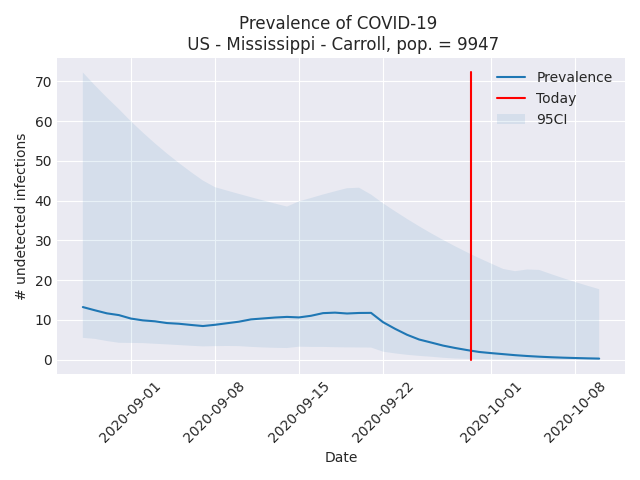 Prevalence of COVID-19
US - Mississippi - Carroll, pop. = 9947
# undetected infections
70
60
50
40
30
20
10
0
Prevalence
Today
95CI
2020-09-01
2020-09-08
2020-09-15
2020-09-22
2020-10-01
2020-10-08
Date